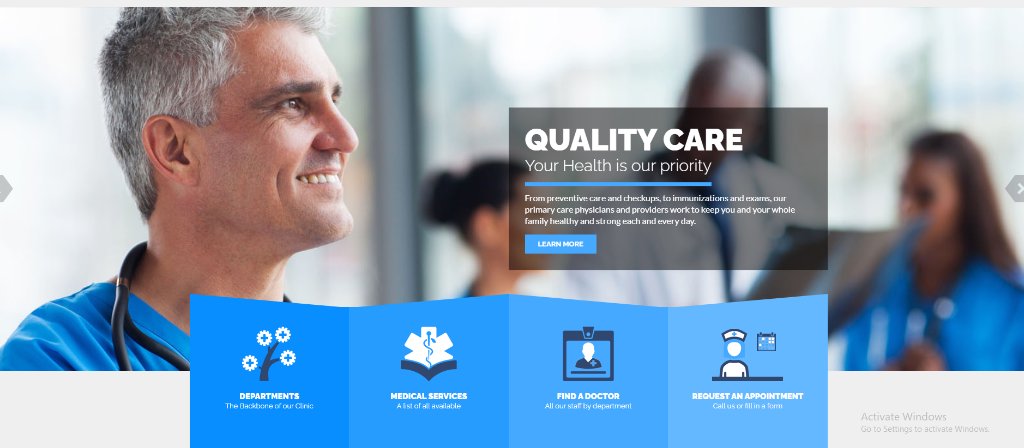 QUALITY CARE
Your Health is our priority
From preventive care and checkups, to immunizations and exams, our
primary care physicians and providers work to keep you and your whole
family healthy and strong each and every day.
LEARN MORE
DEPARTMENTS
The Backbone of our Clinic
MEDICAL SERVICES
A list of all available
FIND A DOCTOR
All our staff by department
REQUEST AN APPOINTMENT
Call us or fill in a form
Activate Windows
Go to Settings to activate Windows.